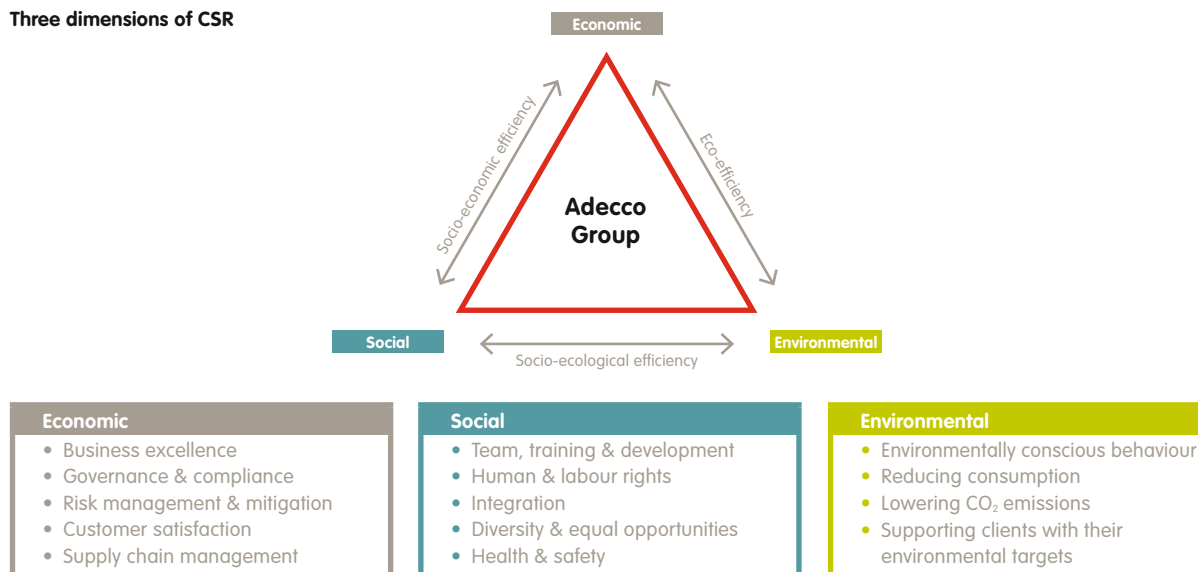 Three dimensions of CSR
Economic
Socio-economic efficiency
Eco-efficiency
Adecco
Group
Social
Environmental
Socio-ecological efficiency
Economic
• Business excellence
• Governance & compliance
• Risk management & mitigation
• Customer satisfaction
• Supply chain management
Social
• Team, training & development
• Human & labour rights
• Integration
• Diversity & equal opportunities
• Health & safety
Environmental
• Environmentally conscious behaviour
• Reducing consumption
• Lowering CO₂ emissions
• Supporting clients with their
environmental targets